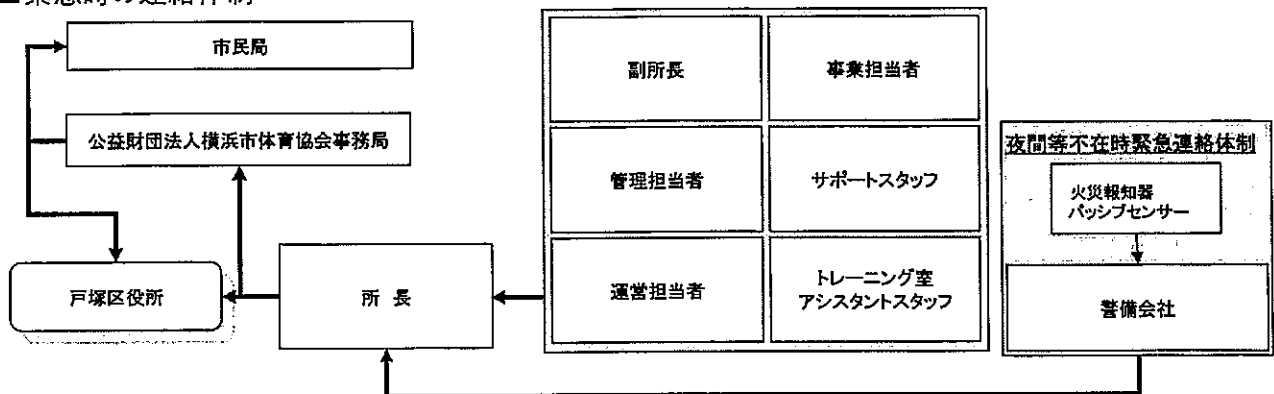 緊急時の連絡体制
市民局
公益財団法人横浜市体育協会事務局
戸塚区役所
所 長
副所長
事業担当者
管理担当者
サポートスタッフ
運営担当者
トレーニング室
アシスタントスタッフ
夜間等不在時緊急連絡体制
火災報知器
パッシブセンサー
警備会社